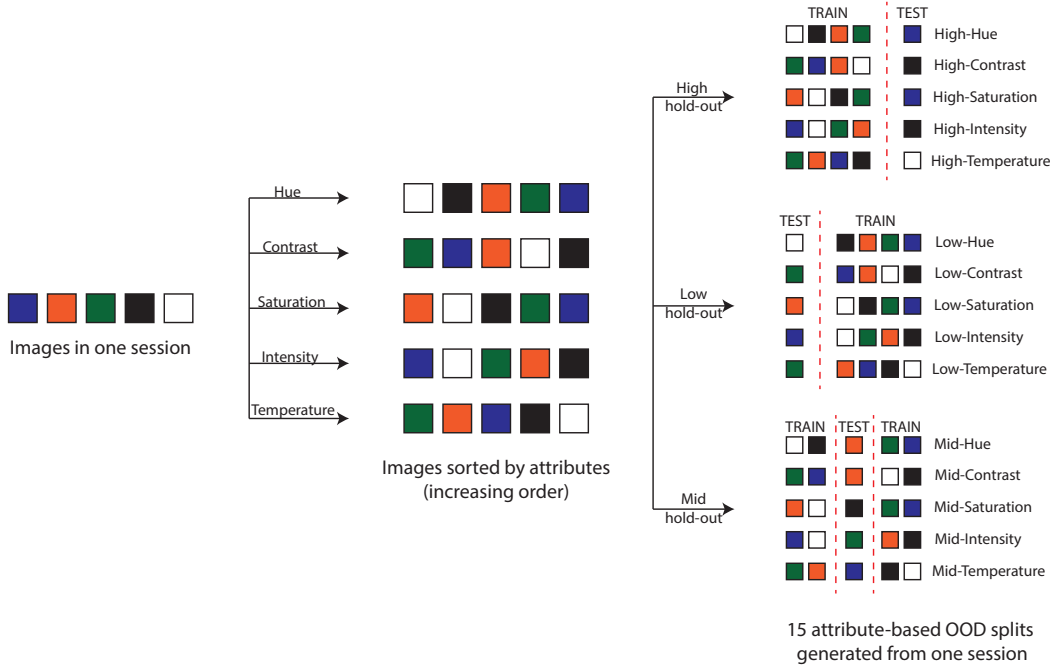 Images in one session
Hue
Contrast
Saturation
Intensity
Temperature
Images sorted by attributes
(increasing order)
High
hold-out
Low
hold-out
Mid
hold-out
TRAIN TEST
High-Hue
High-Contrast
High-Saturation
High-Intensity
High-Temperature
TEST TRAIN
Low-Hue
Low-Contrast
Low-Saturation
Low-Intensity
Low-Temperature
TRAIN TEST TRAIN
Mid-Hue
Mid-Contrast
Mid-Saturation
Mid-Intensity
Mid-Temperature
15 attribute-based OOD splits
generated from one session